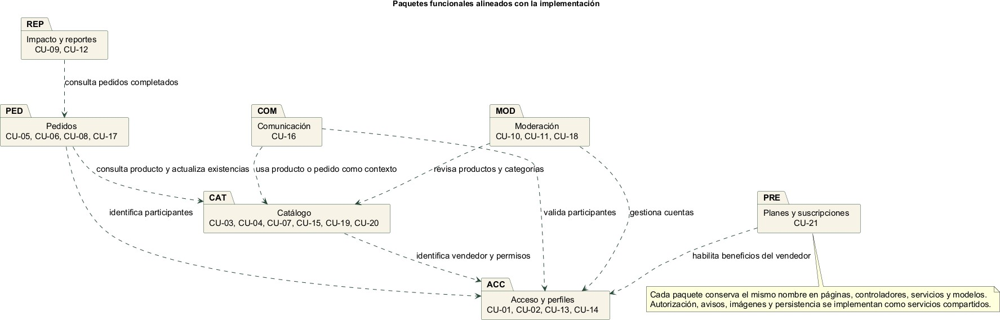 Paquetes funcionales alineados con la implementación
REP
Impacto y reportes
CU-09, CU-12
consulta pedidos completados
PED
Pedidos
CU-05, CU-06, CU-08, CU-17
COM
Comunicación
CU-16
MOD
Moderación
CU-10, CU-11, CU-18
consulta producto y actualiza existencias
usa producto o pedido como contexto
revisa productos y categorías
CAT
Catálogo
CU-03, CU-04, CU-07, CU-15, CU-19, CU-20
PRE
Planes y suscripciones
CU-21
identifica participantes
valida participantes
gestiona cuentas
identifica vendedor y permisos
habilita beneficios del vendedor
ACC
Acceso y perfiles
CU-01, CU-02, CU-13, CU-14
Cada paquete conserva el mismo nombre en páginas, controladores, servicios y modelos.
Autorización, avisos, imágenes y persistencia se implementan como servicios compartidos.